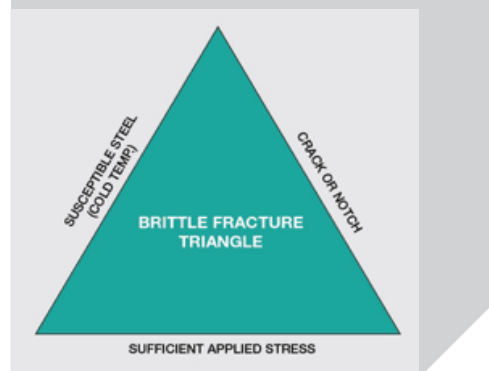 SUSCEPTIBLE STEEL
(COLD TEMP.)
CRACK OR NOTCH
BRITTLE FRACTURE
TRIANGLE
SUFFICIENT APPLIED STRESS